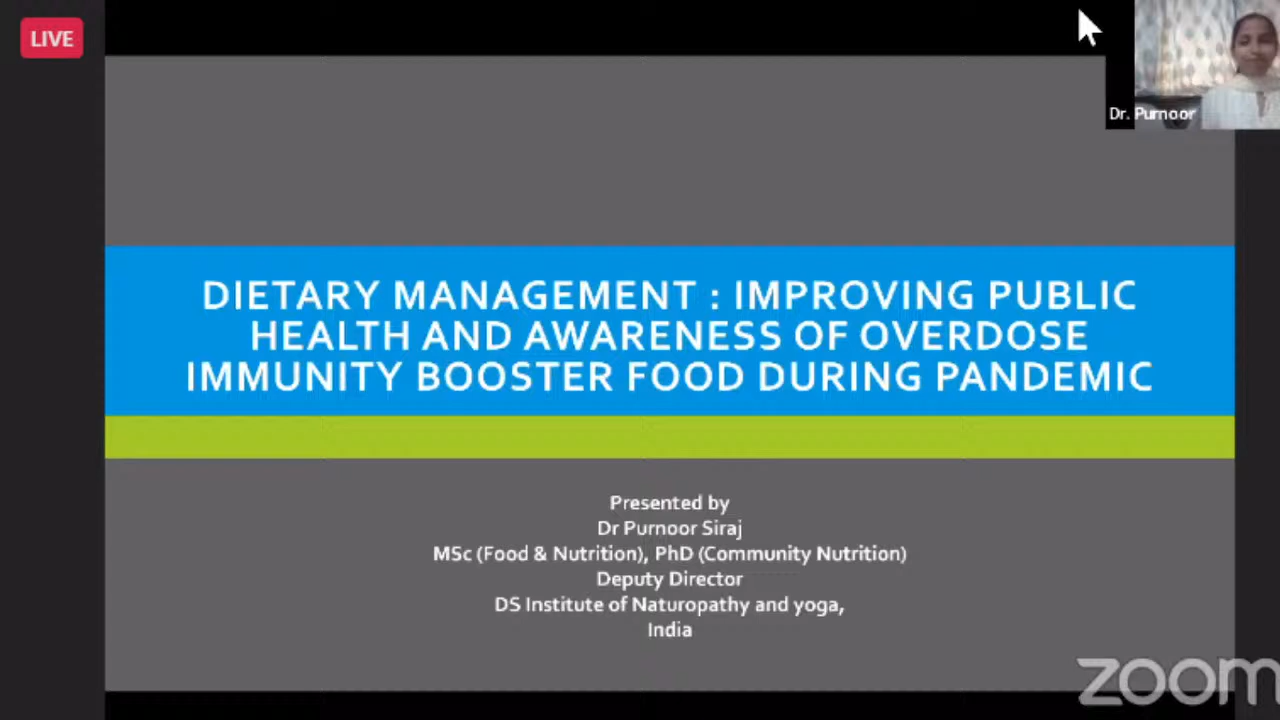 LIVE
Dr. Purnoor
DIETARY MANAGEMENT : IMPROVING PUBLIC
HEALTH AND AWARENESS OF OVERDOSE
IMMUNITY BOOSTER FOOD DURING PANDEMIC
Presented by
Dr Purnoor Siraj
MSc (Food & Nutrition), PhD (Community Nutrition)
Deputy Director
DS Institute of Naturopathy and yoga,
India
zoom